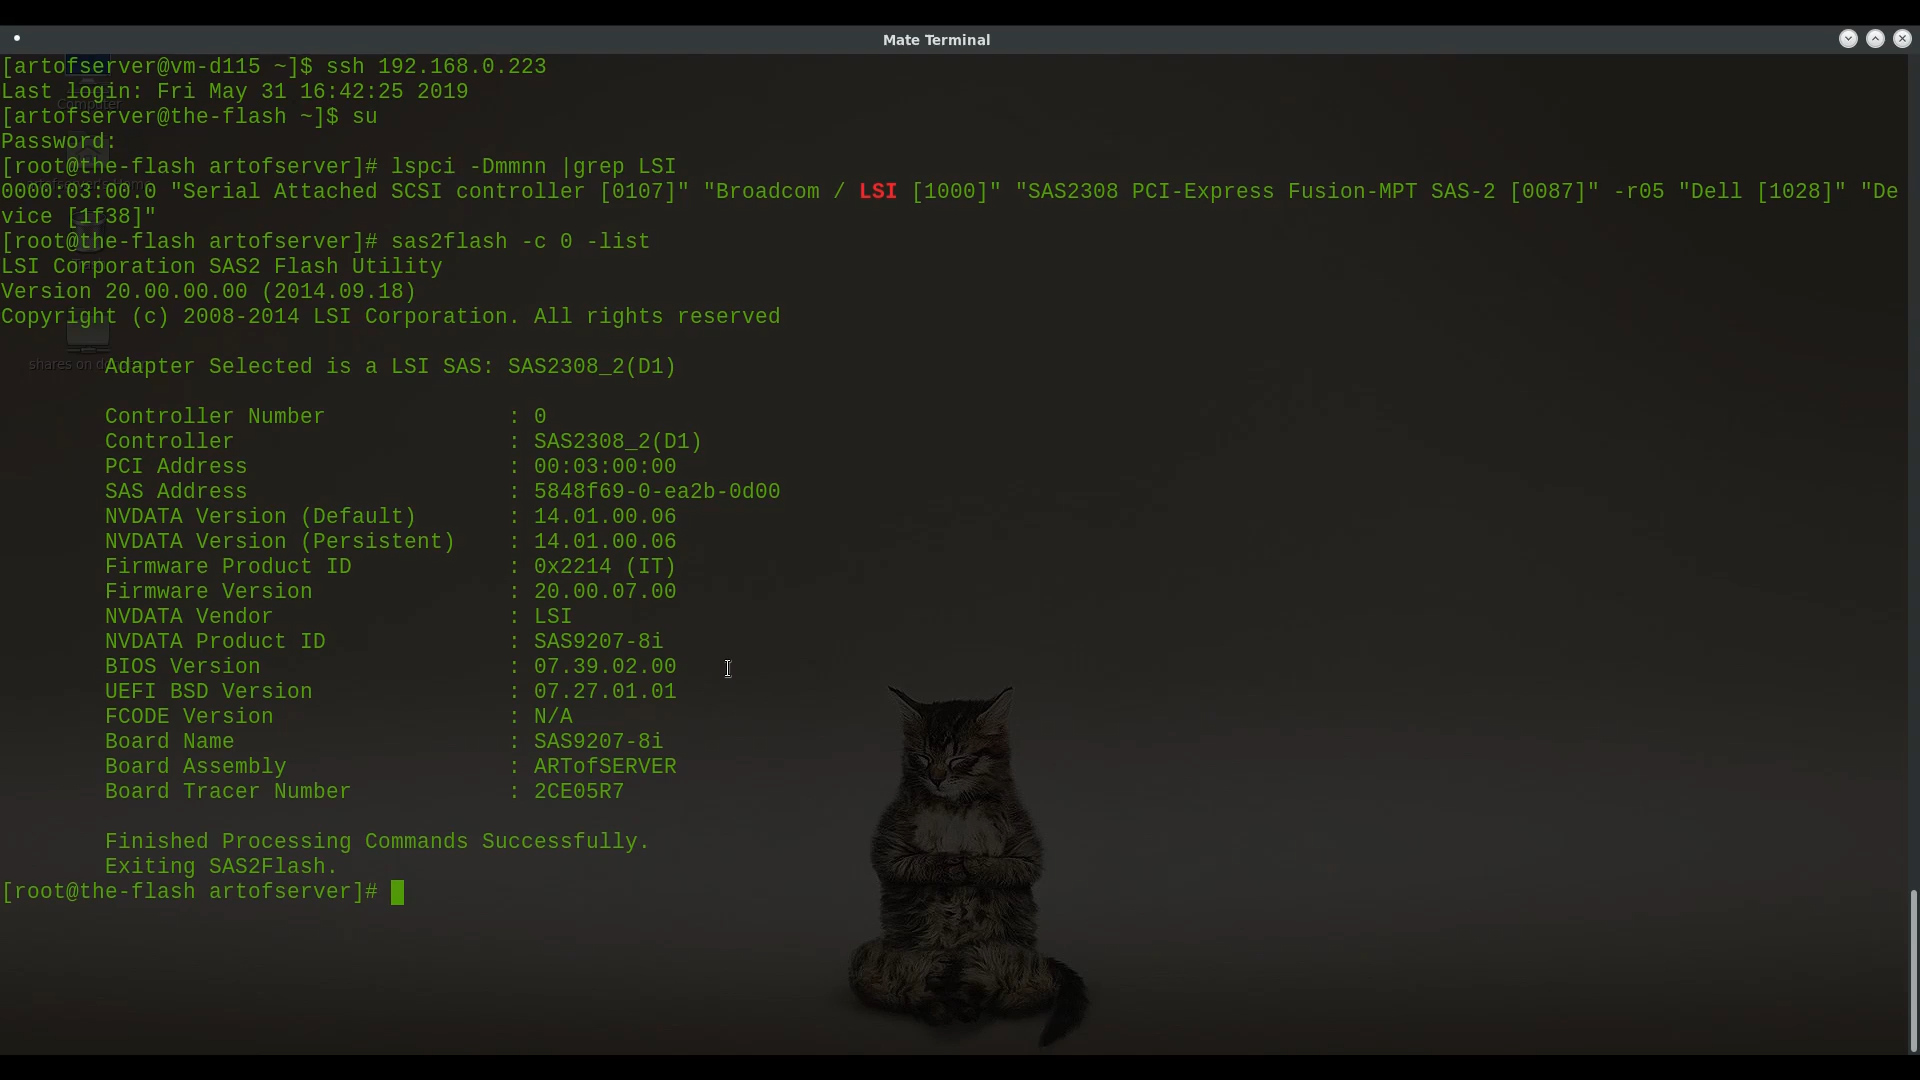 Mate Terminal
[artofserver@vm-d115 ~]$ ssh 192.168.0.223
Last login: Fri May 31 16:42:25 2019
[artofserver@the-flash ~]$ su
Password:
[root@the-flash artofserver]# lspci -Dmmnn |grep LSI
0000:03:00.0 "Serial Attached SCSI controller [0107]" "Broadcom / LSI [1000]" "SAS2308 PCI-Express Fusion-MPT SAS-2 [0087]" -r05 "Dell [1028]" "De
vice [1f38]"
[root@the-flash artofserver]# sas2flash -c 0 -list
LSI Corporation SAS2 Flash Utility
Version 20.00.00.00 (2014.09.18)
Copyright (c) 2008-2014 LSI Corporation. All rights reserved
Adapter Selected is a LSI SAS: SAS2308_2(D1)
Controller Number : 0
Controller : SAS2308_2(D1)
PCI Address : 00:03:00:00
SAS Address : 5848f69-0-ea2b-0d00
NVDATA Version (Default) : 14.01.00.06
NVDATA Version (Persistent) : 14.01.00.06
Firmware Product ID : 0x2214 (IT)
Firmware Version : 20.00.07.00
NVDATA Vendor : LSI
NVDATA Product ID : SAS9207-8i
BIOS Version : 07.39.02.00
UEFI BSD Version : 07.27.01.01
FCODE Version : N/A
Board Name : SAS9207-8i
Board Assembly : ARTofSERVER
Board Tracer Number : 2CE05R7
Finished Processing Commands Successfully.
Exiting SAS2Flash.
[root@the-flash artofserver]#
Computer
shares on